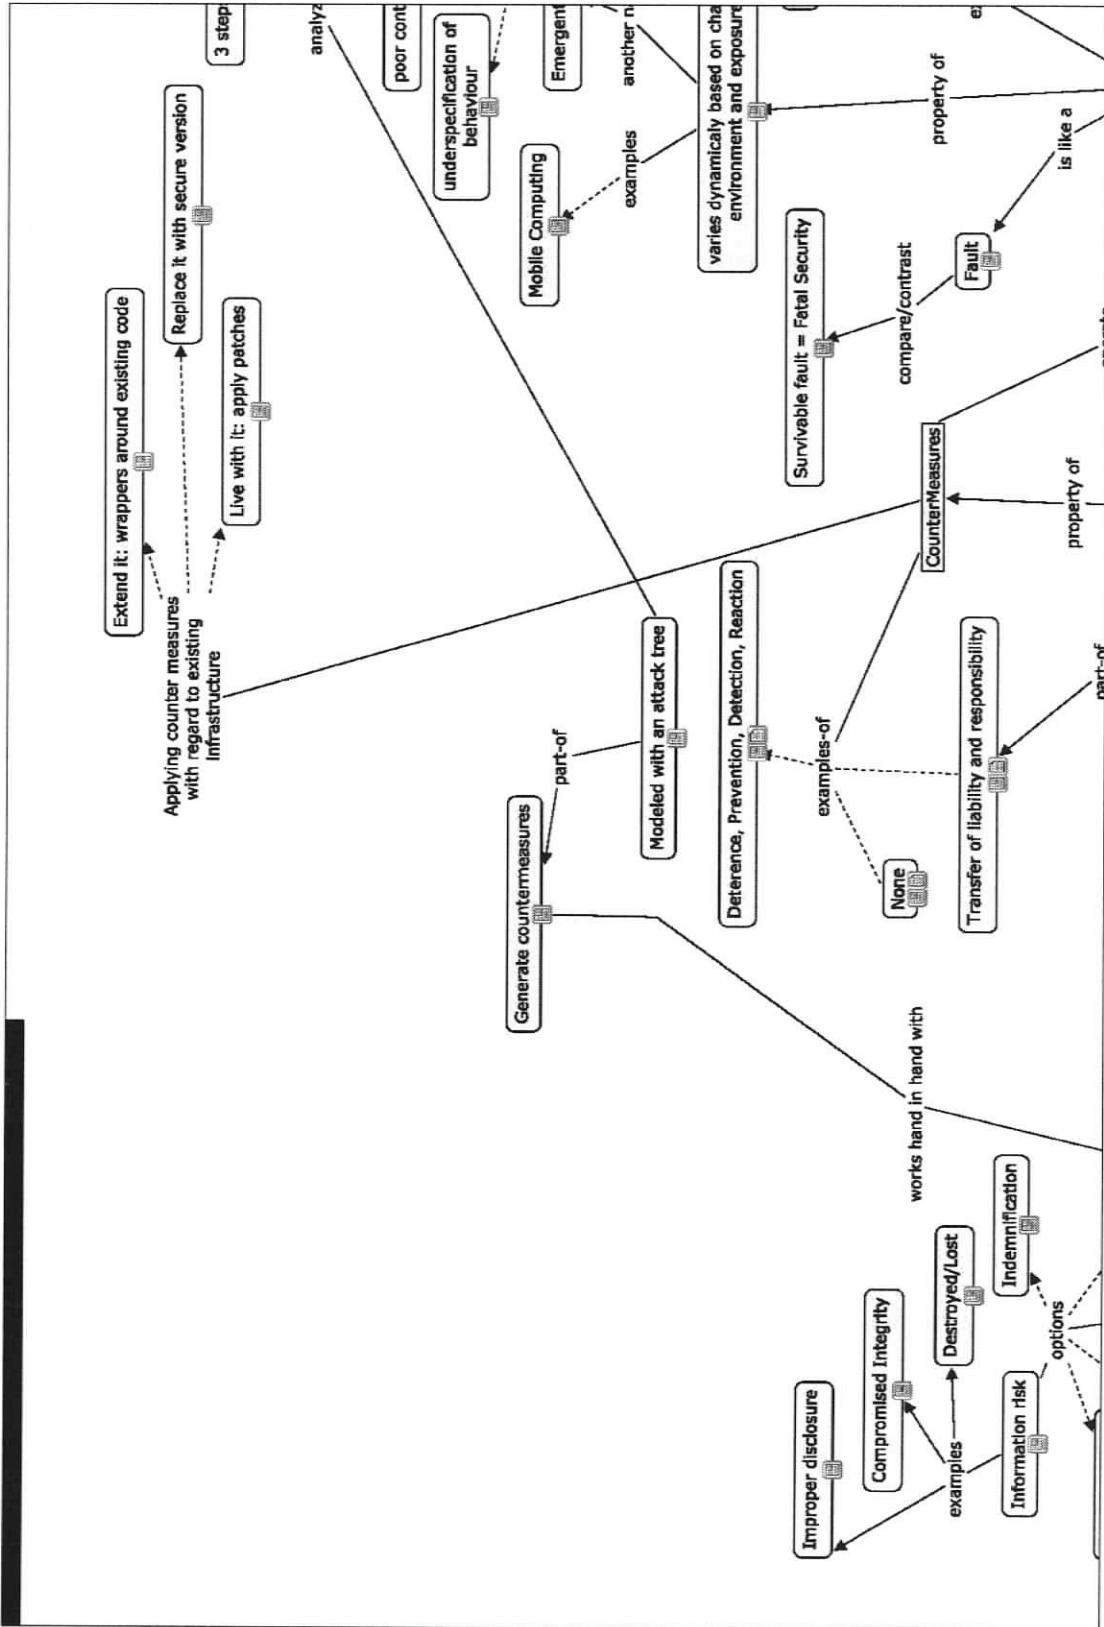 Improper disclosure
Compromised Integrity
Destroyed/Lost
examples
Information risk
options
Indemnification
works hand in hand with
Generate countermeasures
part-of
Modeled with an attack tree
Deterence, Prevention, Detection, Reaction
examples-of
None
Transfer of liability and responsibility
part-of
CounterMeasures
property of
Applying counter measures
with regard to existing
Infrastructure
Extend it: wrappers around existing code
Replace it with secure version
Live with it: apply patches
Survivable fault = Fatal Security
compare/contrast
Fault
is like a
property of
varies dynamicaly based on cha
environment and exposure
examples
Mobile Computing
underspecification of
behaviour
poor cont
Emergent
another n
3 step
analyz